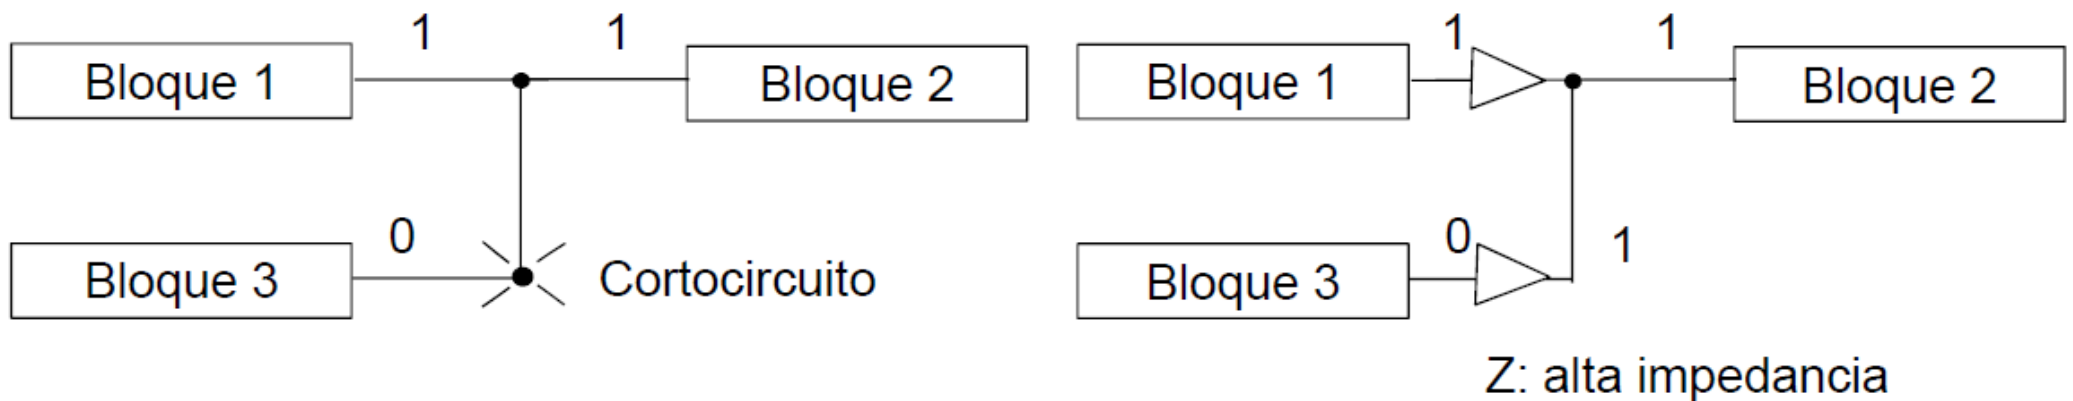 1 1
Bloque 1 Bloque 2
0
Bloque 3 Cortocircuito
1 1
Bloque 1 Bloque 2
0 1
Bloque 3
Z: alta impedancia